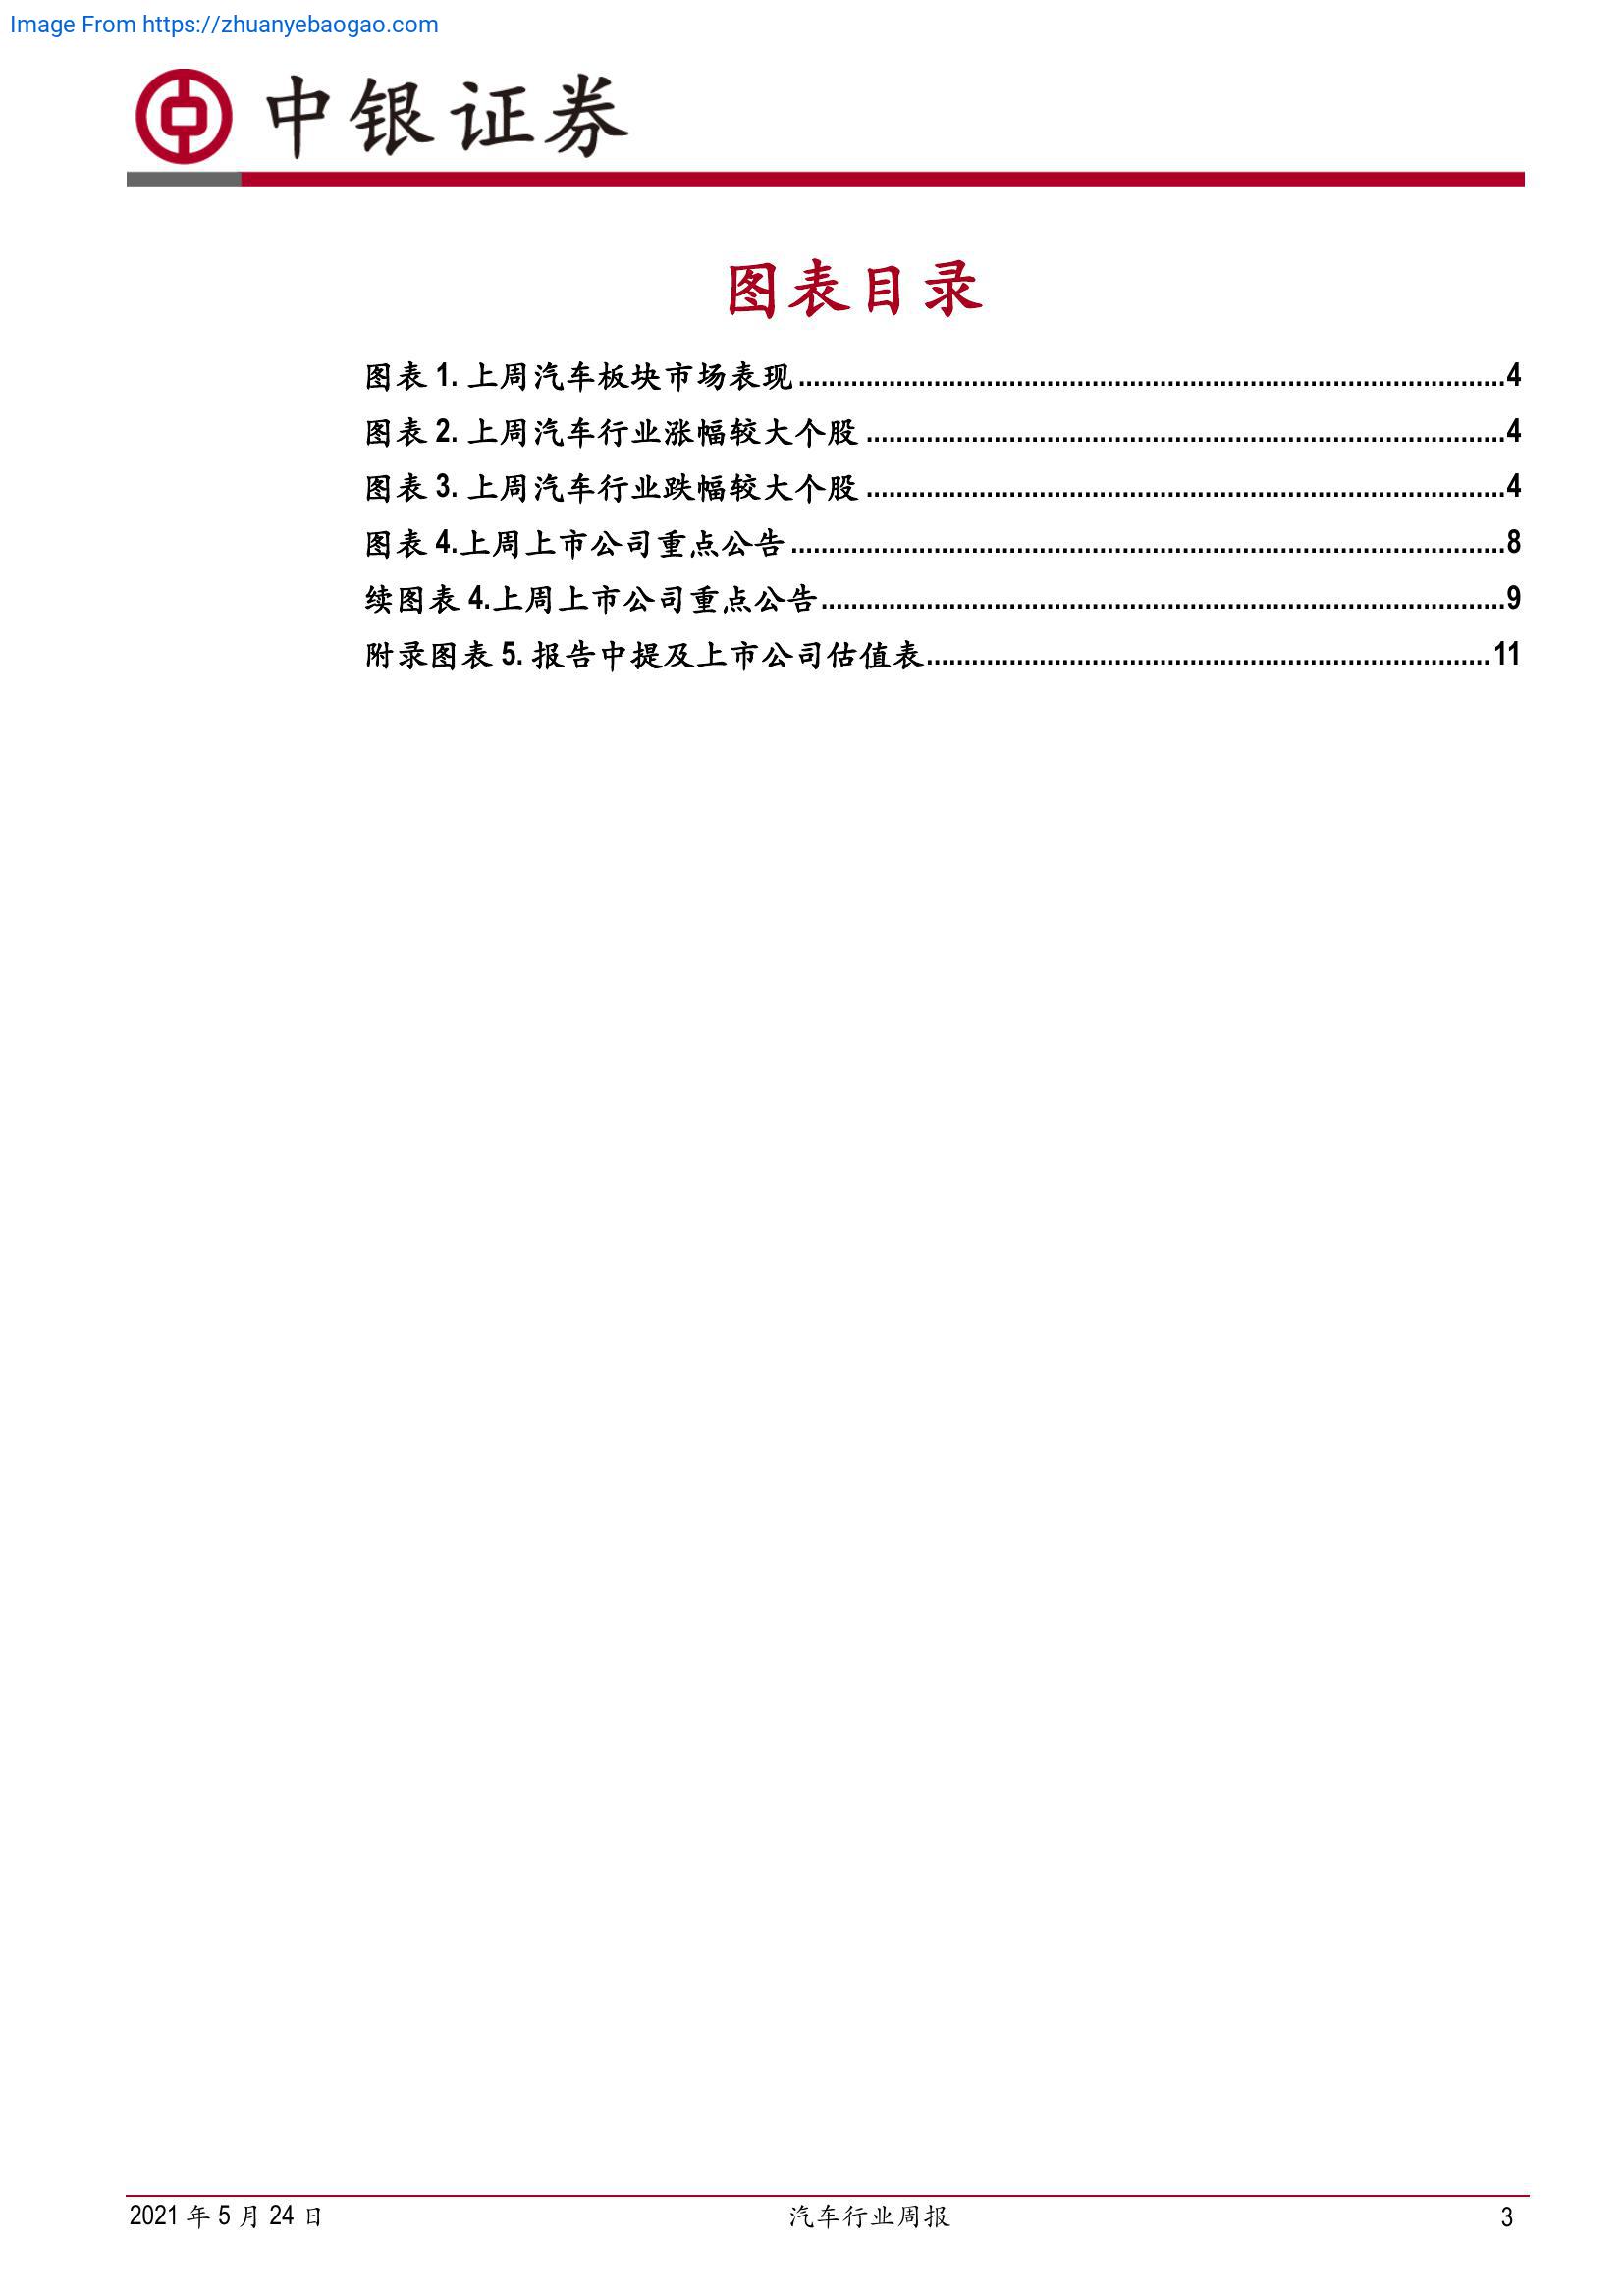 Image From https://zhuanyebaogao.com
中银证券
图表目录
图表 1. 上周汽车板块市场表现 ........................................................................................4
图表 2. 上周汽车行业涨幅较大个股 ................................................................................4
图表 3. 上周汽车行业跌幅较大个股 ................................................................................4
图表 4.上周上市公司重点公告 .........................................................................................8
续图表 4.上周上市公司重点公告......................................................................................9
附录图表 5. 报告中提及上市公司估值表......................................................................11
2021 年 5 月 24 日
汽车行业周报
3